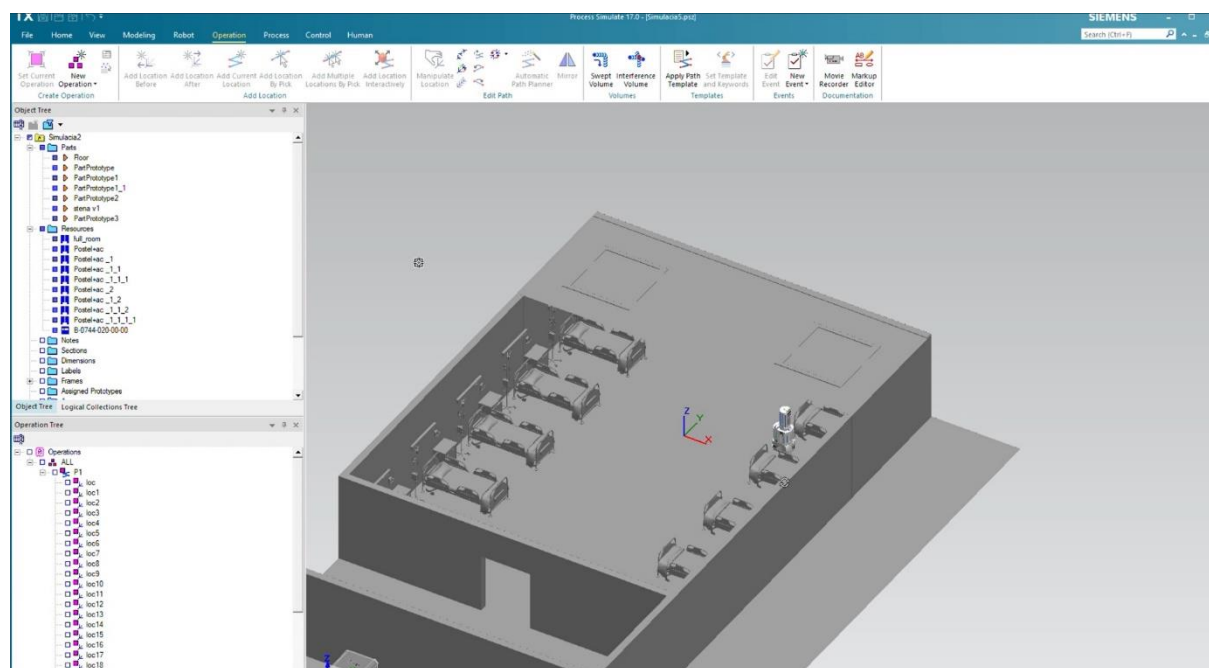 TX
Process Simulate 17.0 - [Simulacia5.psz]
SIEMENS
File Home View Modeling Robot Operation Process Control Human
Search (Ctrl+F)
Set Current Operation
New Operation
Add Location Before
Add Location After
Add Current Location
Add Location By Pick
Add Multiple Locations By Pick
Add Location Interactively
Manipulate Location
Automatic Path Planner
Mirror
Swept Volume
Interference Volume
Apply Path Template
Set Template and Keywords
Edit Event
New Event
Movie Recorder
Markup Editor
Create Operation
Add Location
Edit Path
Volumes
Templates
Events
Documentation
Object Tree
Simulacia2
Parts
Floor
PartPrototype
PartPrototype1
PartPrototype1_1
PartPrototype2
stena v1
PartPrototype3
Resources
full_room
Postel+ac
Postel+ac _1
Postel+ac _1_1
Postel+ac _1_1_1
Postel+ac _2
Postel+ac _1_2
Postel+ac _1_1_2
Postel+ac _1_1_1_1
B-0744-020-00-00
Notes
Sections
Dimensions
Labels
Frames
Assigned Prototypes
Object Tree Logical Collections Tree
Operation Tree
Operations
ALL
P1
loc
loc1
loc2
loc3
loc4
loc5
loc6
loc7
loc8
loc9
loc10
loc11
loc12
loc13
loc14
loc15
loc16
loc17
loc18
Z
Y
X
Z